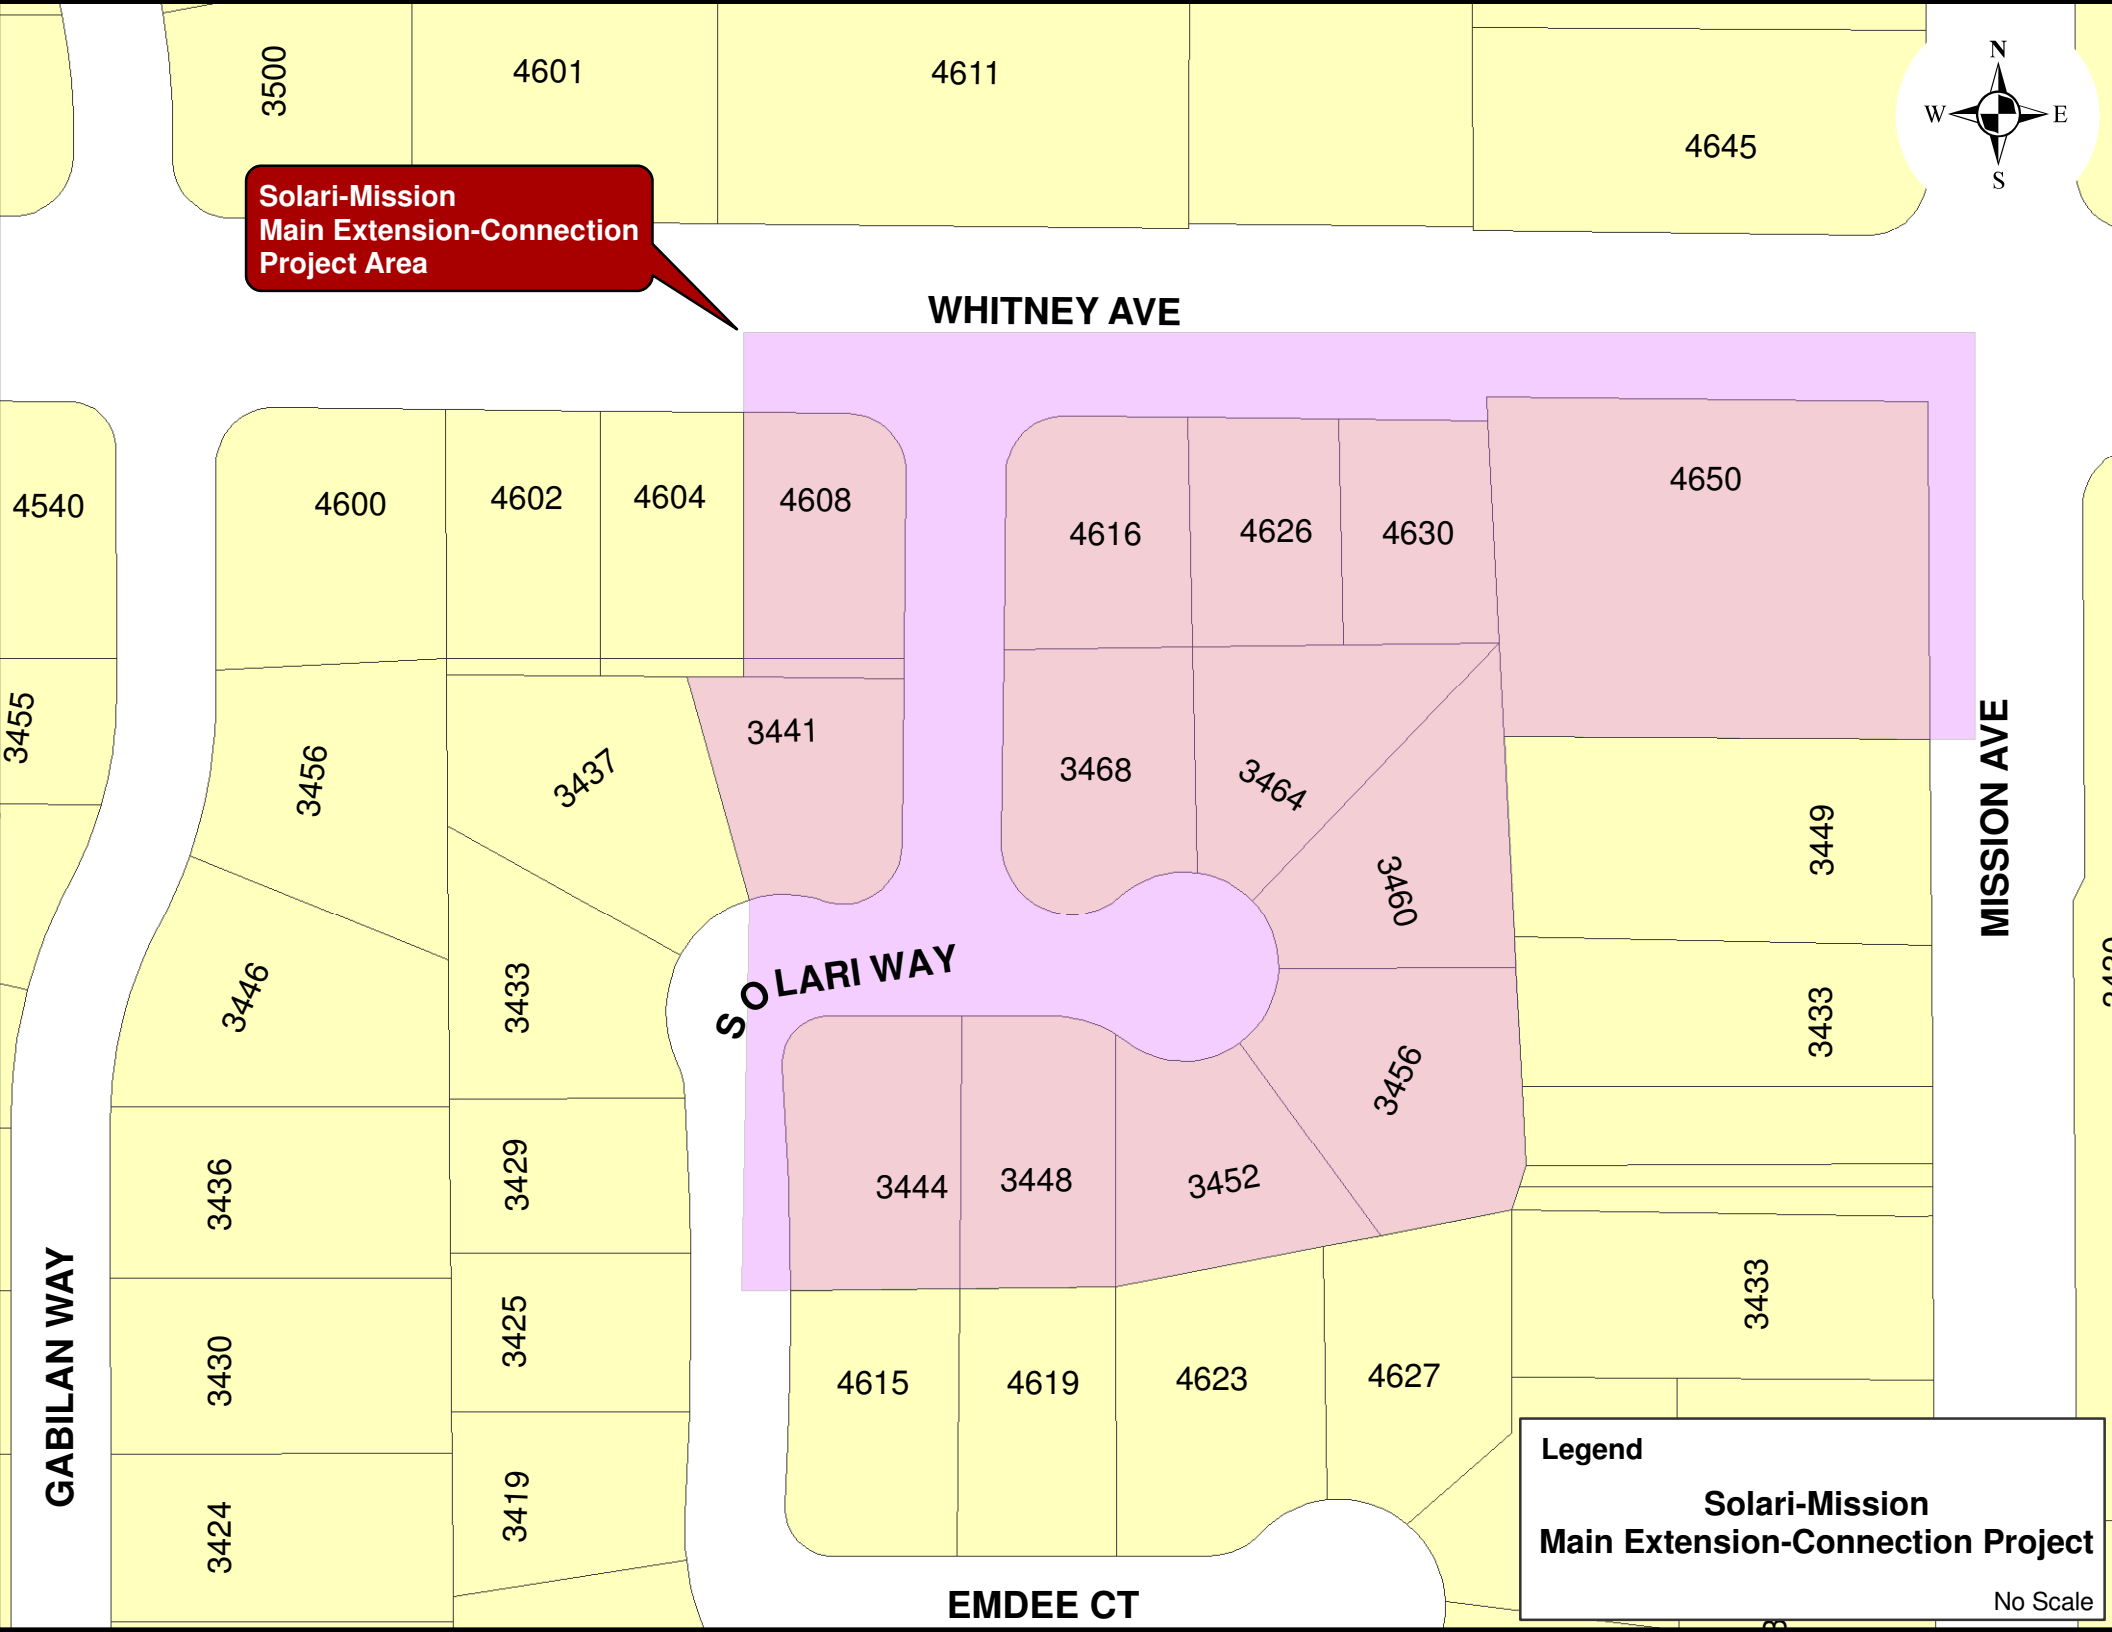 3500
4601
4611
4645
N
W
E
S
Solari-Mission
Main Extension-Connection
Project Area
WHITNEY AVE
4540
4600
4602
4604
4608
4616
4626
4630
4650
3455
3456
3437
3441
3468
3464
3460
3449
MISSION AVE
3446
3433
SOLARI WAY
3456
3433
3430
3436
3429
3444
3448
3452
3433
GABILAN WAY
3430
3425
4615
4619
4623
4627
3424
3419
EMDEE CT
Legend
Solari-Mission
Main Extension-Connection Project
No Scale